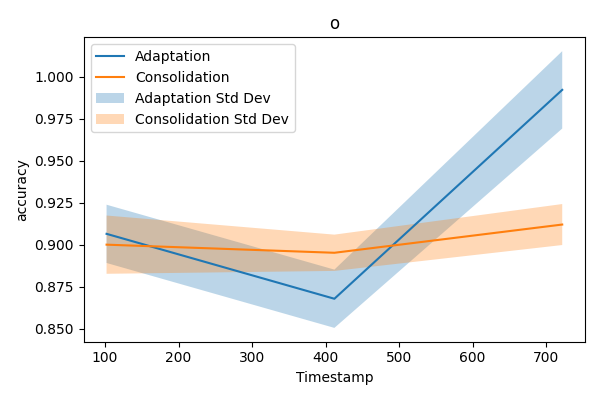 o
Adaptation
Consolidation
Adaptation Std Dev
Consolidation Std Dev
1.000
0.975
0.950
0.925
0.900
0.875
0.850
accuracy
100 200 300 400 500 600 700
Timestamp